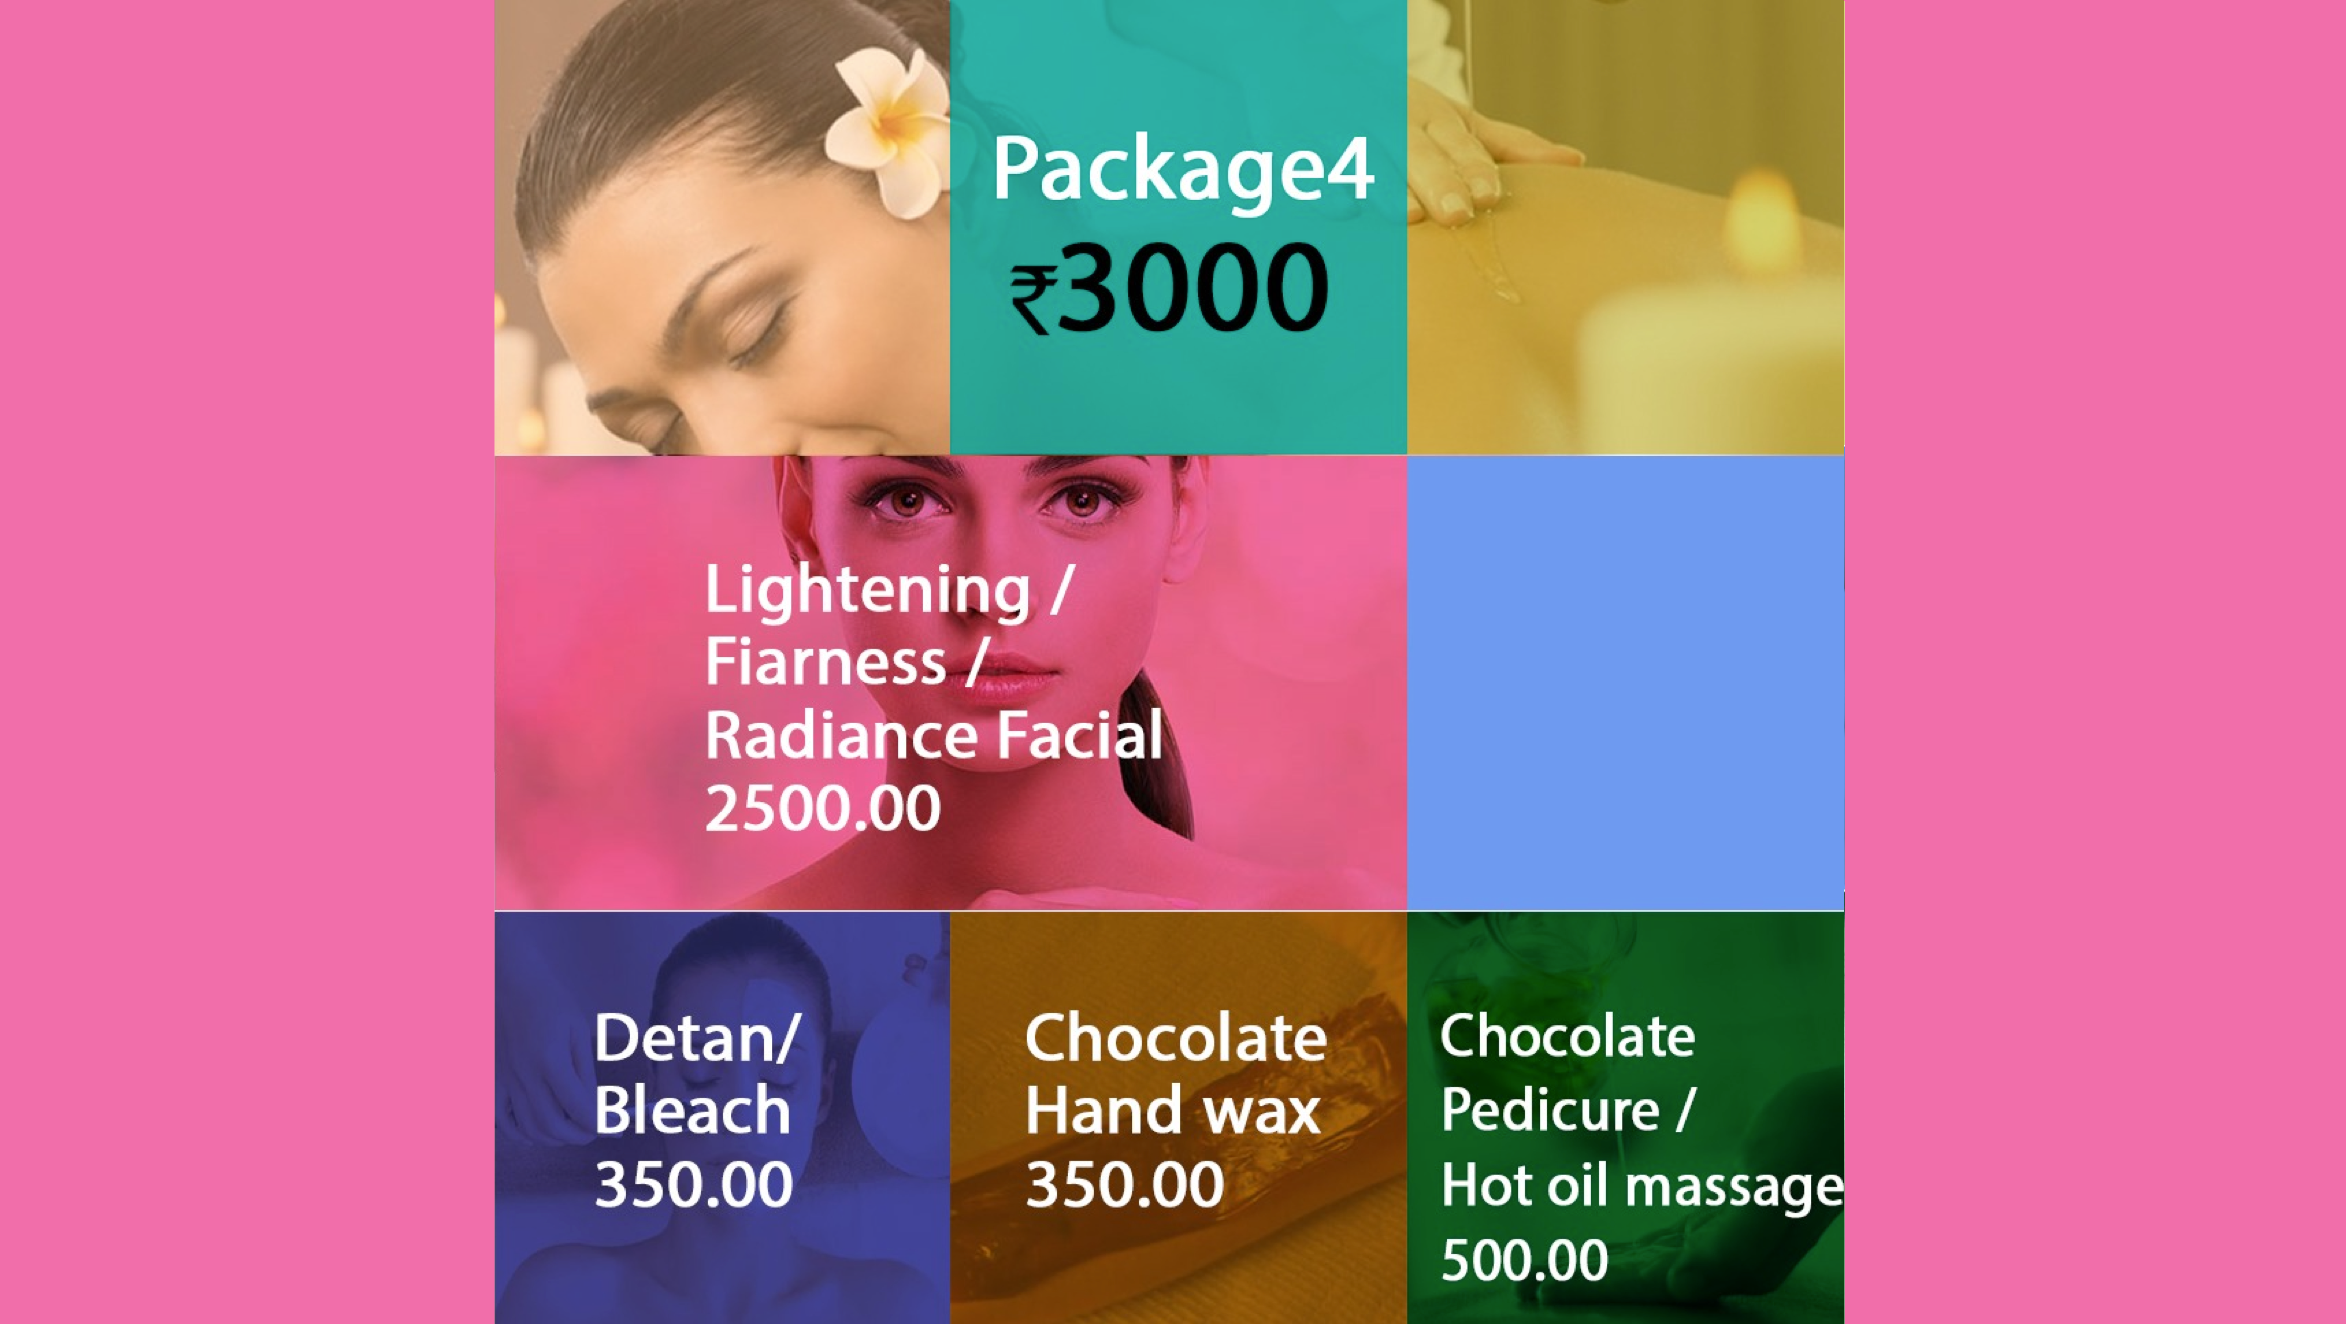 Package4
₹3000
Lightening /
Fiarness /
Radiance Facial
2500.00
Detan/
Bleach
350.00
Chocolate
Hand wax
350.00
Chocolate
Pedicure /
Hot oil massage
500.00